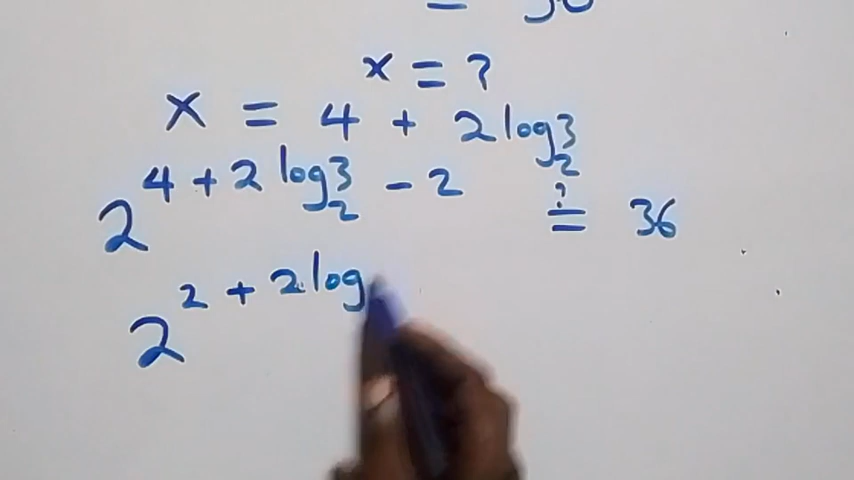 x = ?
x = 4 + 2log₂3
2^(4 + 2log₂3 - 2) ≟ 36
2^(2 + 2log